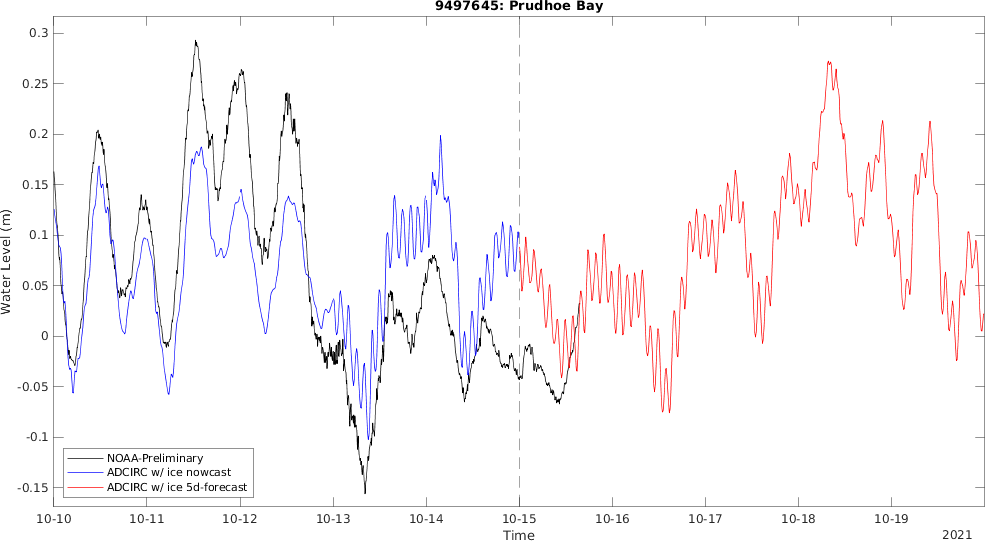 9497645: Prudhoe Bay
Water Level (m)
0.3
0.25
0.2
0.15
0.1
0.05
0
-0.05
-0.1
-0.15
NOAA-Preliminary
ADCIRC w/ ice nowcast
ADCIRC w/ ice 5d-forecast
10-10 10-11 10-12 10-13 10-14 10-15 10-16 10-17 10-18 10-19
Time
2021